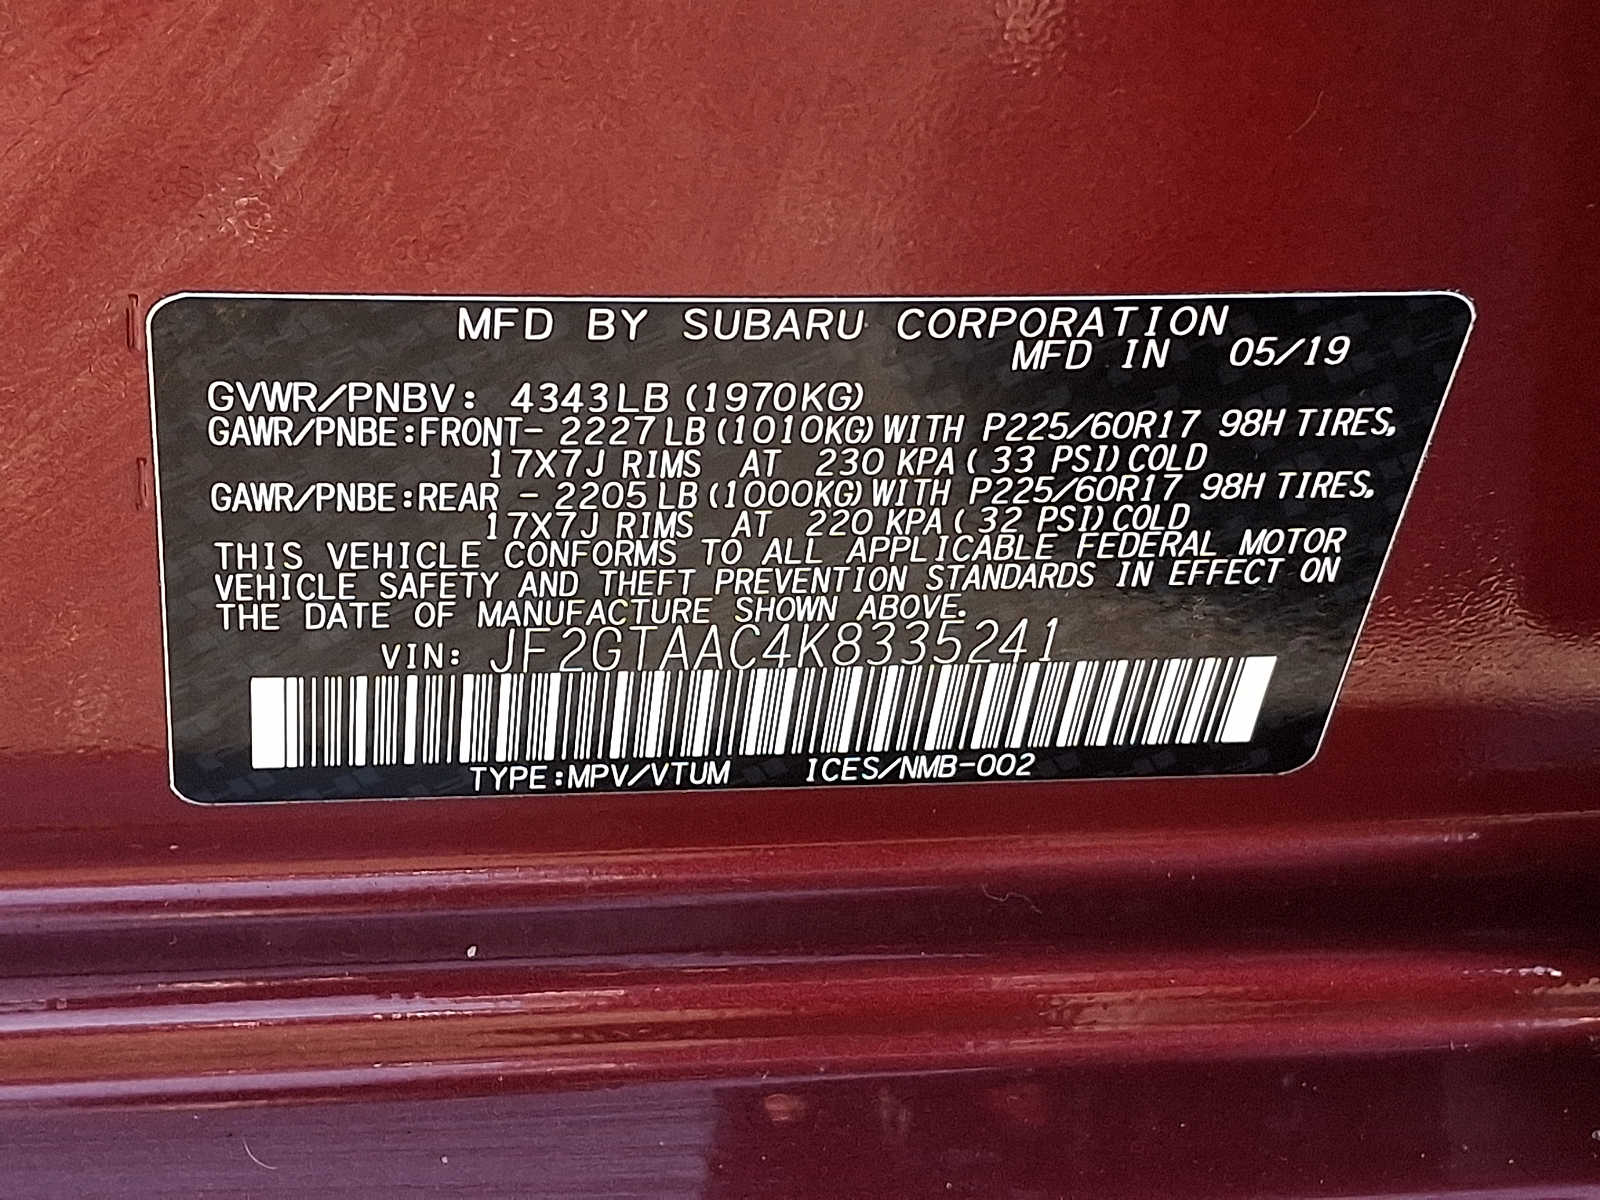 MFD BY SUBARU CORPORATION
MFD IN 05/19
GVWR/PNBV: 4343LB (1970KG)
GAWR/PNBE:FRONT- 2227LB (1010KG) WITH P225/60R17 98H TIRES,
17X7J RIMS AT 230 KPA ( 33 PSI) COLD
GAWR/PNBE:REAR - 2205LB (1000KG) WITH P225/60R17 98H TIRES,
17X7J RIMS AT 220 KPA ( 32 PSI) COLD
THIS VEHICLE CONFORMS TO ALL APPLICABLE FEDERAL MOTOR
VEHICLE SAFETY AND THEFT PREVENTION STANDARDS IN EFFECT ON
THE DATE OF MANUFACTURE SHOWN ABOVE.
VIN: JF2GTAAC4K8335241
TYPE:MPV/VTUM ICES/NMB-002